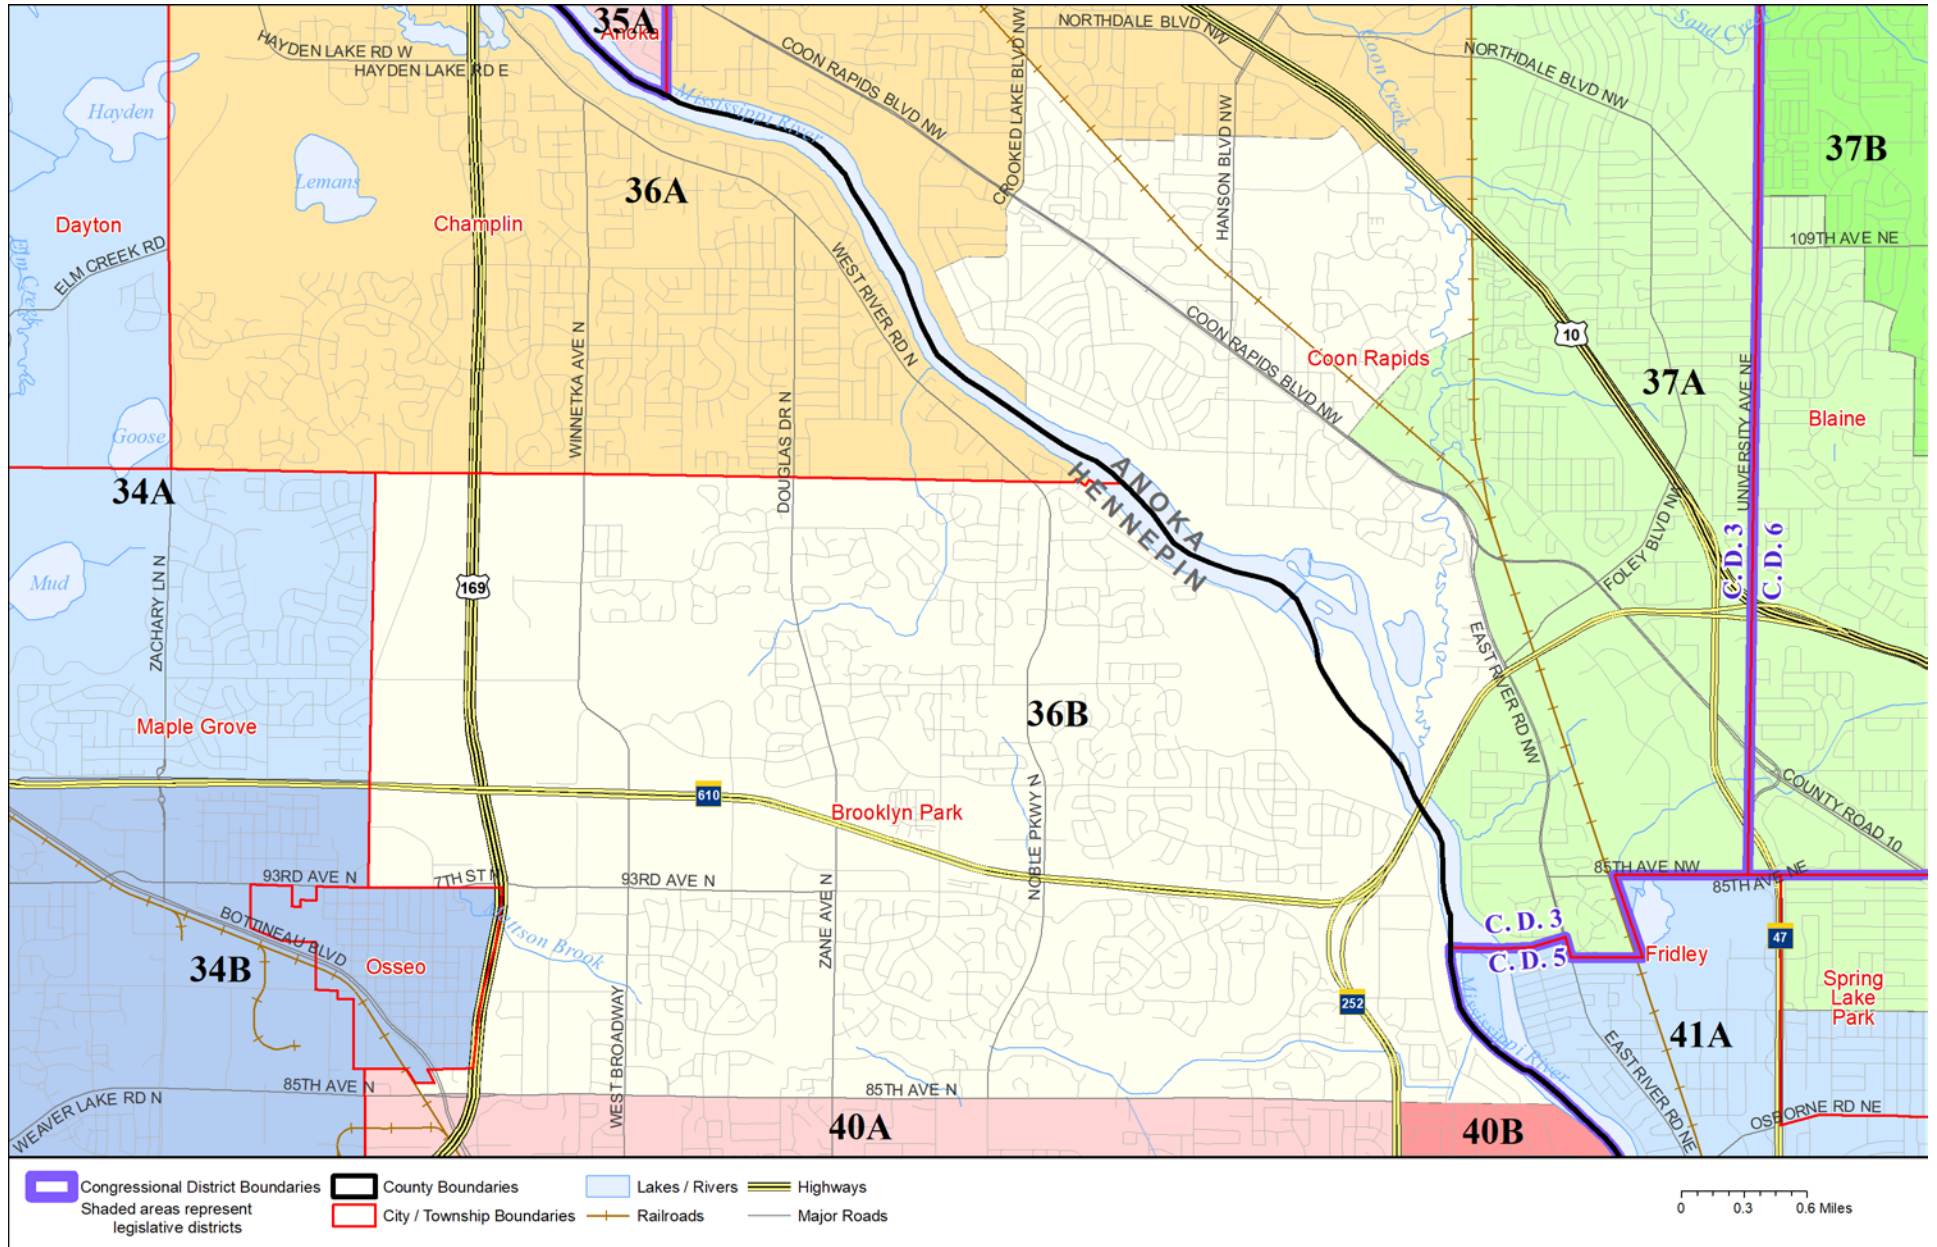 35A
Anoka
NORTHDALE BLVD NW
Sand Creek
HAYDEN LAKE RD W
HAYDEN LAKE RD E
COON RAPIDS BLVD NW
CROOKED LAKE BLVD NW
Coon Creek
NORTHDALE BLVD NW
Hayden
Mississippi River
HANSON BLVD NW
37B
Lemans
36A
Dayton
Champlin
ELM CREEK RD
Elm Creek
109TH AVE NE
WEST RIVER RD N
WINNETKA AVE N
COON RAPIDS BLVD NW
10
Coon Rapids
37A
UNIVERSITY AVE NE
Blaine
DOUGLAS DR N
Goose
34A
ANOKA
HENNEPIN
FOLEY BLVD NW
C. D. 3
C. D. 6
Mud
ZACHARY LN N
169
EAST RIVER RD NW
36B
Maple Grove
610
Brooklyn Park
NOBLE PKWY N
COUNTY ROAD 10
93RD AVE N
7TH ST N
93RD AVE N
85TH AVE NW
85TH AVE NE
ZANE AVE N
BOTTINEAU BLVD
Mattson Brook
C. D. 3
C. D. 5
47
34B
Osseo
Fridley
Spring
Lake
Park
252
Mississippi River
41A
WEST BROADWAY
EAST RIVER RD NE
85TH AVE N
85TH AVE N
WEAVER LAKE RD N
OSBORNE RD NE
40A
40B
Congressional District Boundaries
Shaded areas represent
legislative districts
County Boundaries
City / Township Boundaries
Lakes / Rivers
Railroads
Highways
Major Roads
0 0.3 0.6 Miles